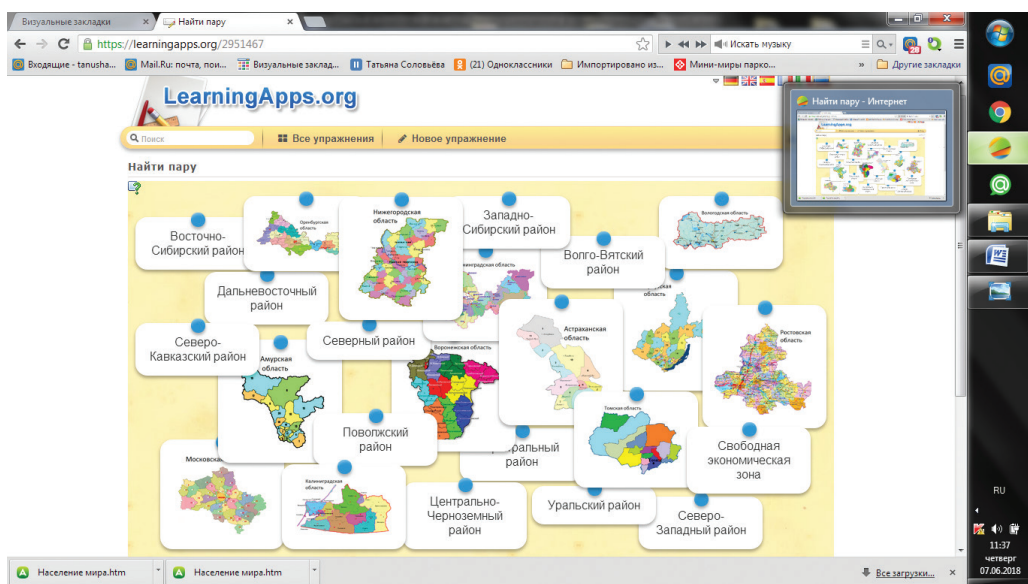 Визуальные закладки
Найти пару
https://learningapps.org/2951467
Искать музыку
Входящие - tanusha...
Mail.Ru: почта, пои...
Визуальные заклад...
Татьяна Соловьёва
(21) Одноклассники
Импортировано из...
Мини-миры парко...
»
Другие закладки
LearningApps.org
Найти пару - Интернет
Поиск
Все упражнения
Новое упражнение
Найти пару
Восточно-
Сибирский район
Оренбургская
область
Нижегородская
область
Западно-
Сибирский район
Волго-Вятский
район
Вологодская область
Дальневосточный
район
Северо-
Кавказский район
Северный район
Амурская
область
Воронежская область
Астраханская
область
область
Ростовская
область
Поволжский
район
Томская область
район
Свободная
экономическая
зона
Московская
Калининградская
область
Центрально-
Черноземный
район
Уральский район
Северо-
Западный район
RU
11:37
четверг
07.06.2018
Население мира.htm
Население мира.htm
Все загрузки...